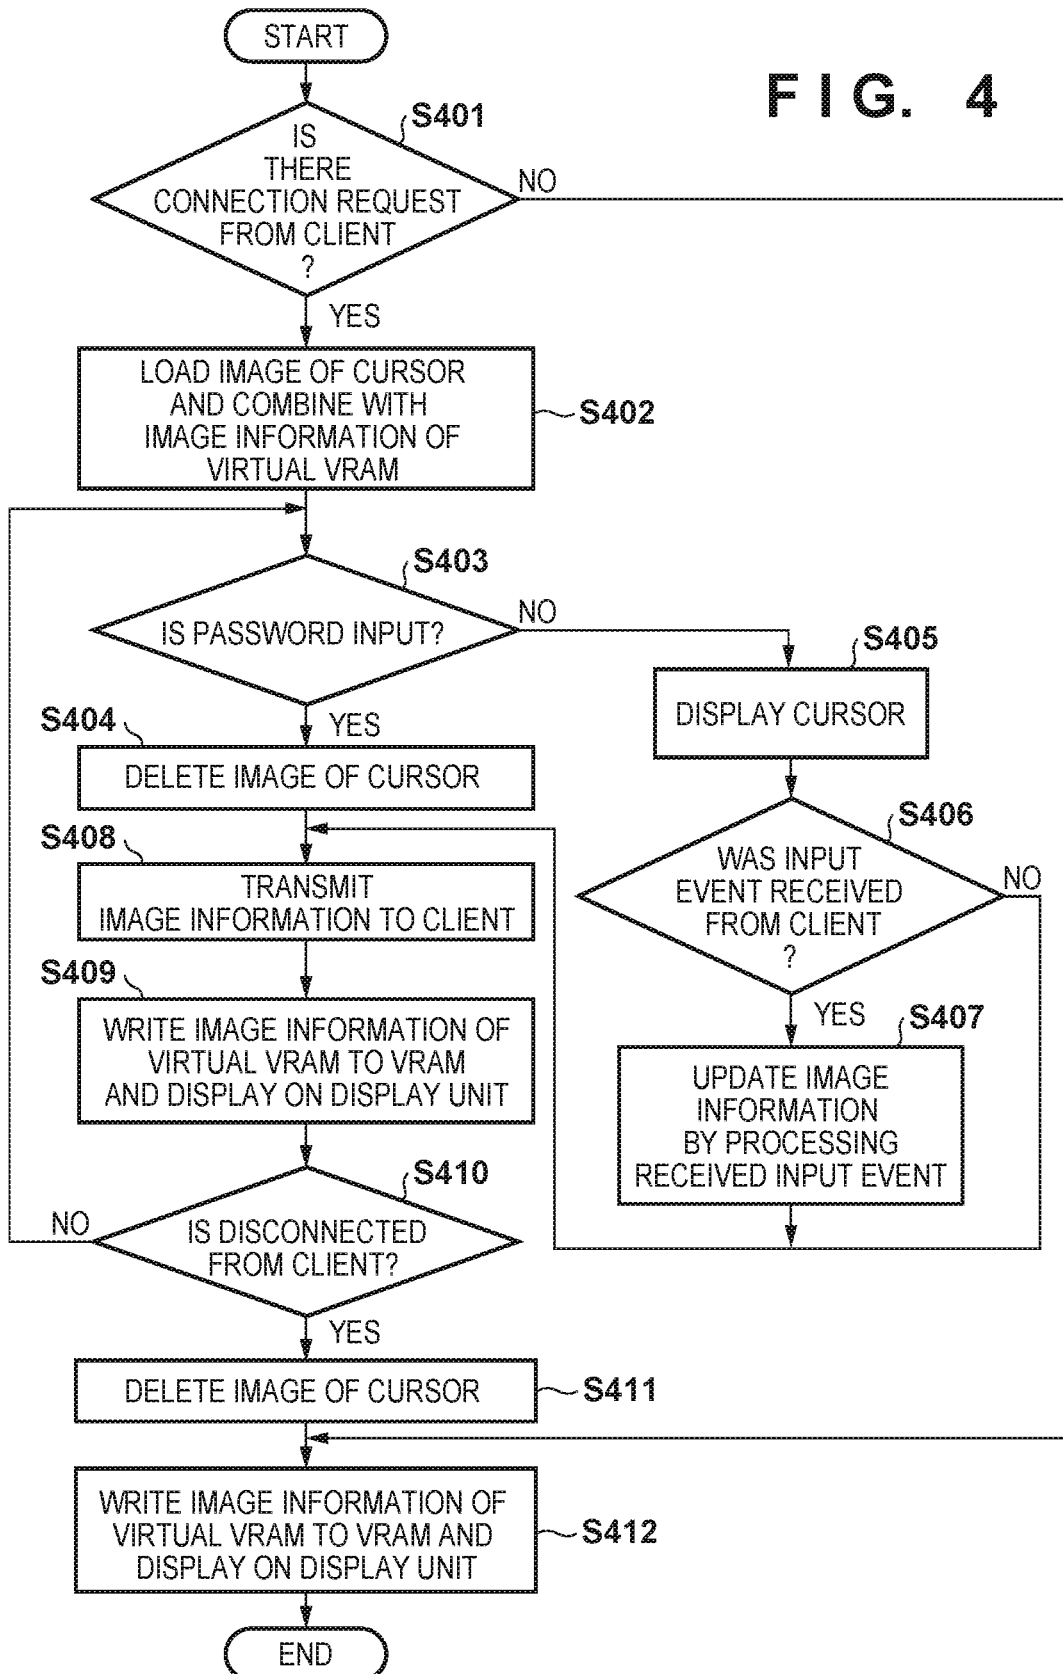 START
FIG. 4
S401
IS
THERE
CONNECTION REQUEST
FROM CLIENT
?
NO
YES
LOAD IMAGE OF CURSOR
AND COMBINE WITH
IMAGE INFORMATION OF
VIRTUAL VRAM
S402
S403
IS PASSWORD INPUT?
NO
YES
S404
DELETE IMAGE OF CURSOR
S405
DISPLAY CURSOR
S406
WAS INPUT
EVENT RECEIVED
FROM CLIENT
?
NO
YES
S407
UPDATE IMAGE
INFORMATION
BY PROCESSING
RECEIVED INPUT EVENT
S408
TRANSMIT
IMAGE INFORMATION TO CLIENT
S409
WRITE IMAGE INFORMATION OF
VIRTUAL VRAM TO VRAM
AND DISPLAY ON DISPLAY UNIT
S410
IS DISCONNECTED
FROM CLIENT?
NO
YES
DELETE IMAGE OF CURSOR
S411
WRITE IMAGE INFORMATION OF
VIRTUAL VRAM TO VRAM AND
DISPLAY ON DISPLAY UNIT
S412
END